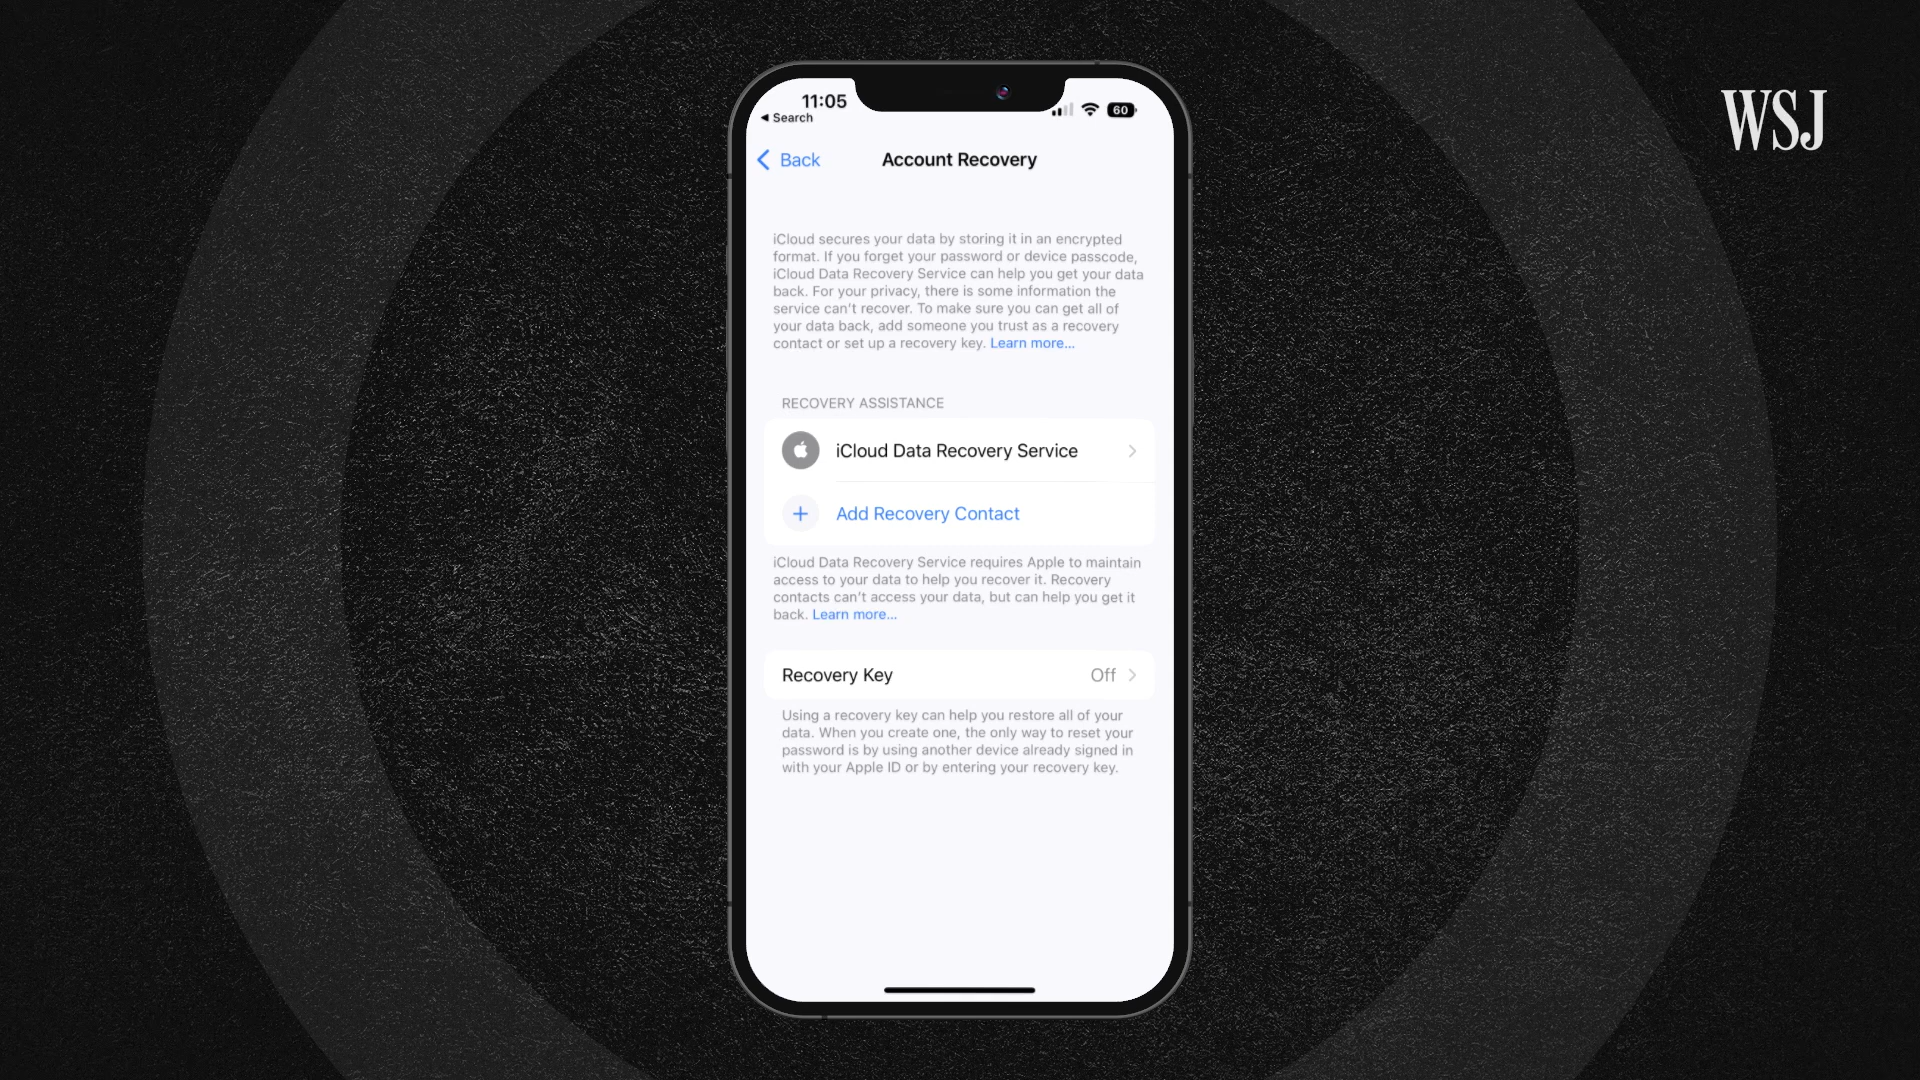 WSJ
11:05
60
◀ Search
Back
Account Recovery
iCloud secures your data by storing it in an encrypted
format. If you forget your password or device passcode,
iCloud Data Recovery Service can help you get your data
back. For your privacy, there is some information the
service can't recover. To make sure you can get all of
your data back, add someone you trust as a recovery
contact or set up a recovery key. Learn more...
RECOVERY ASSISTANCE
iCloud Data Recovery Service
Add Recovery Contact
iCloud Data Recovery Service requires Apple to maintain
access to your data to help you recover it. Recovery
contacts can't access your data, but can help you get it
back. Learn more...
Recovery Key Off
Using a recovery key can help you restore all of your
data. When you create one, the only way to reset your
password is by using another device already signed in
with your Apple ID or by entering your recovery key.